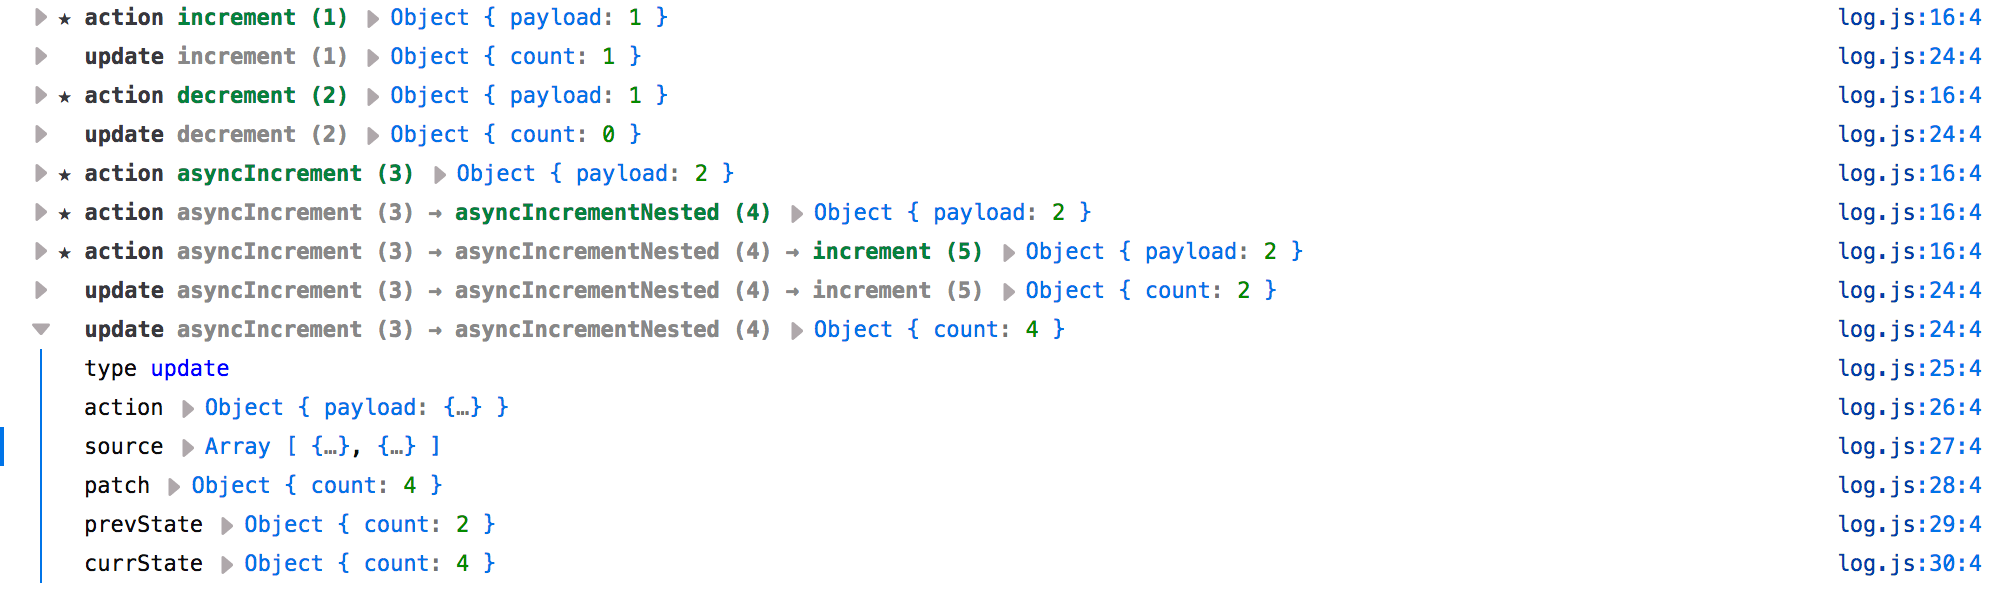 ▶ ★ action increment (1) ▶ Object { payload: 1 } log.js:16:4
▶ update increment (1) ▶ Object { count: 1 } log.js:24:4
▶ ★ action decrement (2) ▶ Object { payload: 1 } log.js:16:4
▶ update decrement (2) ▶ Object { count: 0 } log.js:24:4
▶ ★ action asyncIncrement (3) ▶ Object { payload: 2 } log.js:16:4
▶ ★ action asyncIncrement (3) → asyncIncrementNested (4) ▶ Object { payload: 2 } log.js:16:4
▶ ★ action asyncIncrement (3) → asyncIncrementNested (4) → increment (5) ▶ Object { payload: 2 } log.js:16:4
▶ update asyncIncrement (3) → asyncIncrementNested (4) → increment (5) ▶ Object { count: 2 } log.js:24:4
▼ update asyncIncrement (3) → asyncIncrementNested (4) ▶ Object { count: 4 } log.js:24:4
type update log.js:25:4
action ▶ Object { payload: {…} } log.js:26:4
source ▶ Array [ {…}, {…} ] log.js:27:4
patch ▶ Object { count: 4 } log.js:28:4
prevState ▶ Object { count: 2 } log.js:29:4
currState ▶ Object { count: 4 } log.js:30:4